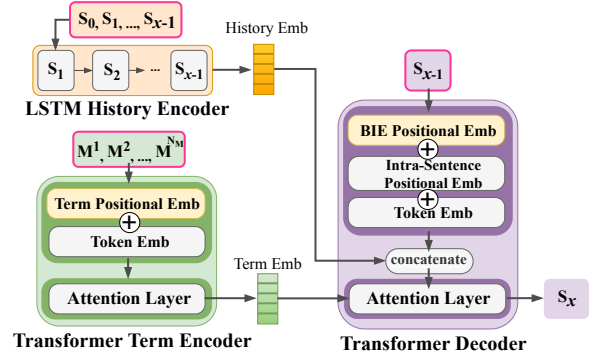 S0, S1, ..., Sx-1
S1
S2
...
Sx-1
LSTM History Encoder
History Emb
M1, M2, ..., MNM
Term Positional Emb
+
Token Emb
Attention Layer
Transformer Term Encoder
Term Emb
Sx-1
BIE Positional Emb
+
Intra-Sentence
Positional Emb
+
Token Emb
concatenate
Attention Layer
Transformer Decoder
Sx